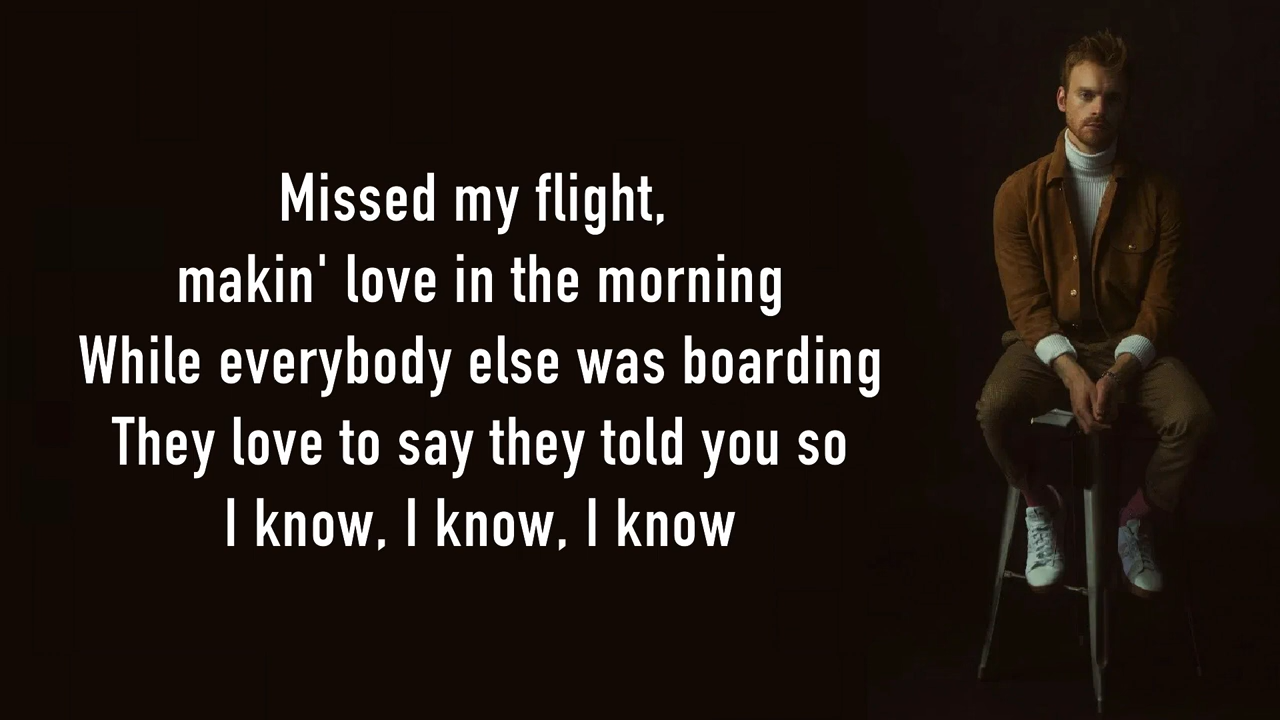 Missed my flight,
makin' love in the morning
While everybody else was boarding
They love to say they told you so
I know, I know, I know